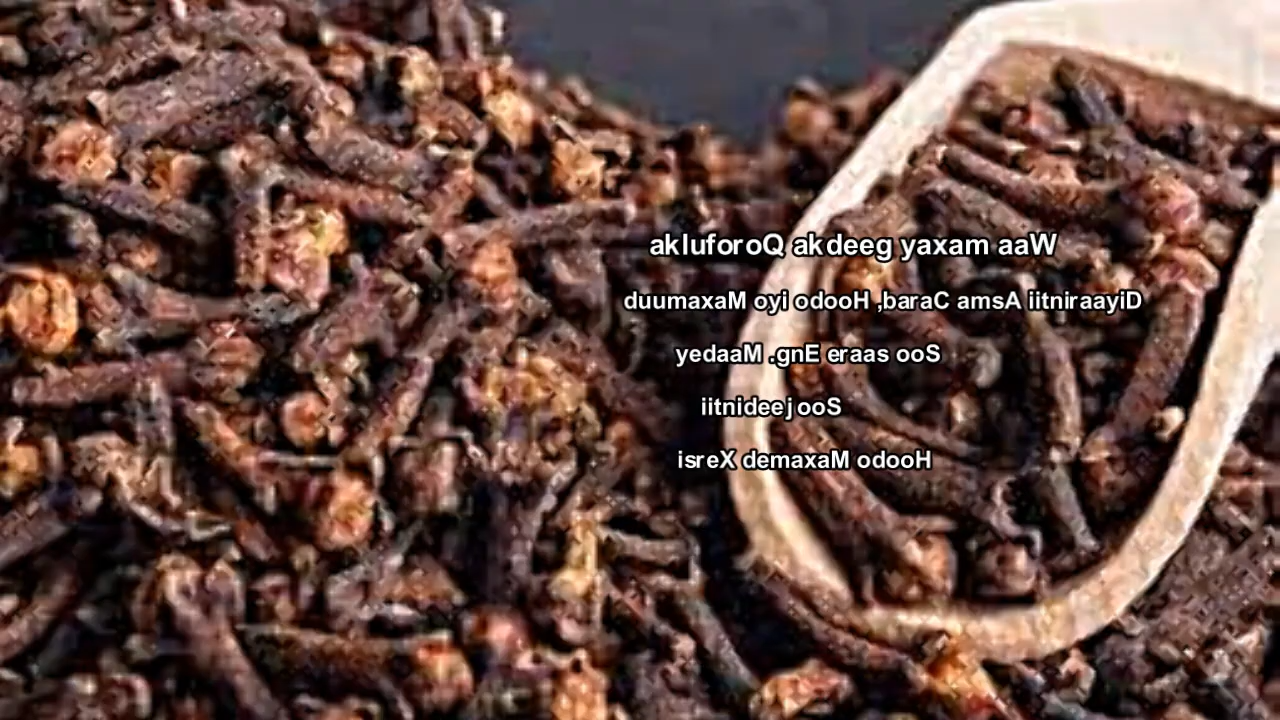 akluforoQ akdeeg yaxam aaW
duumaxaM oyi odooH ,baraC amsA iitniraayiD
yedaaM .gnE eraas ooS
iitnideej ooS
isreX demaxaM odooH